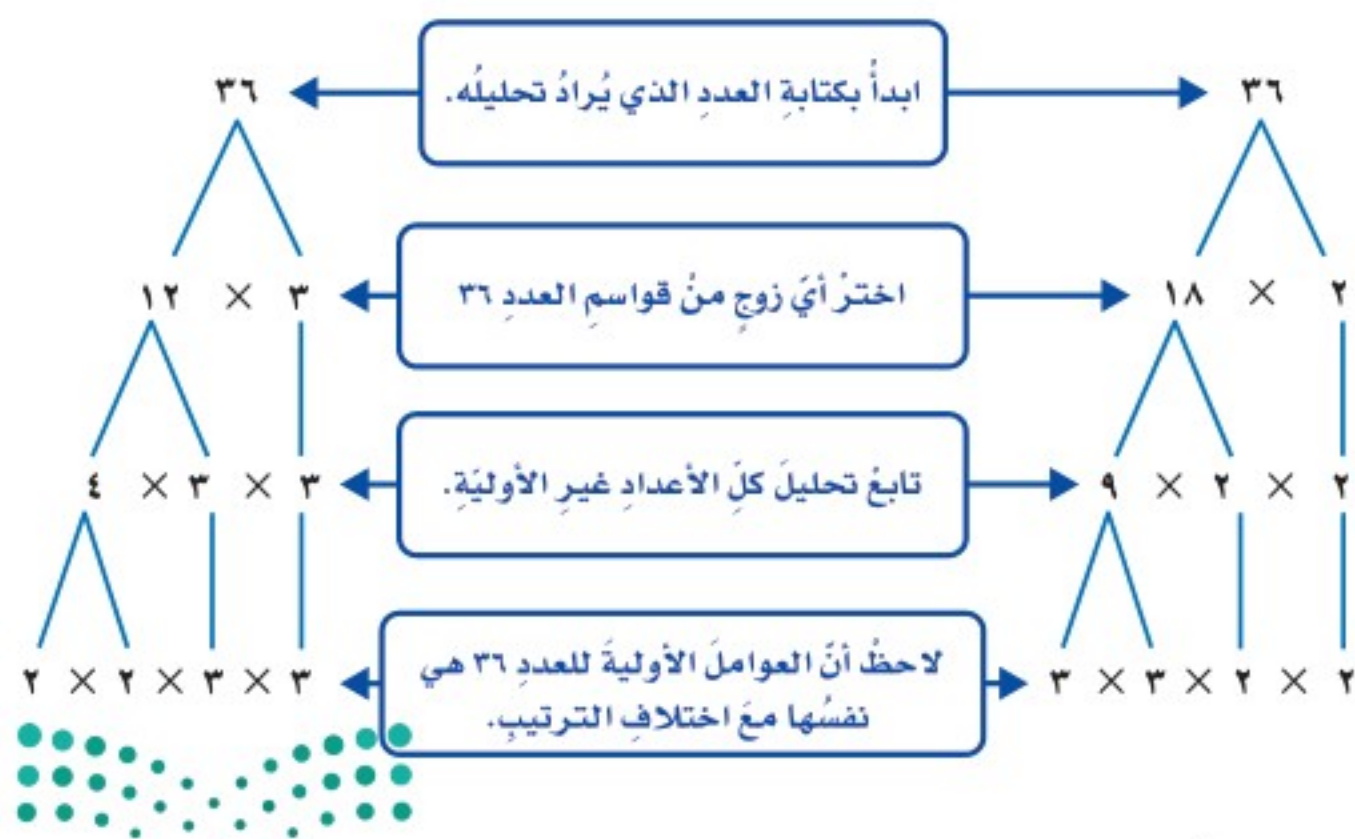 ٣٦
ابدأْ بكتابةِ العددِ الذي يُرادُ تحليلُه.
٣٦
٢ × ١٨
اخترْ أيَّ زوجٍ منْ قواسمِ العددِ ٣٦
٣ × ١٢
٢ × ٢ × ٩
تابعْ تحليلَ كلِّ الأعدادِ غيرِ الأوليَّةِ.
٣ × ٣ × ٤
٢ × ٢ × ٣ × ٣
لاحظْ أنّ العواملَ الأوليةَ للعددِ ٣٦ هي
نفسُها معَ اختلافِ الترتيبِ.
٣ × ٣ × ٢ × ٢